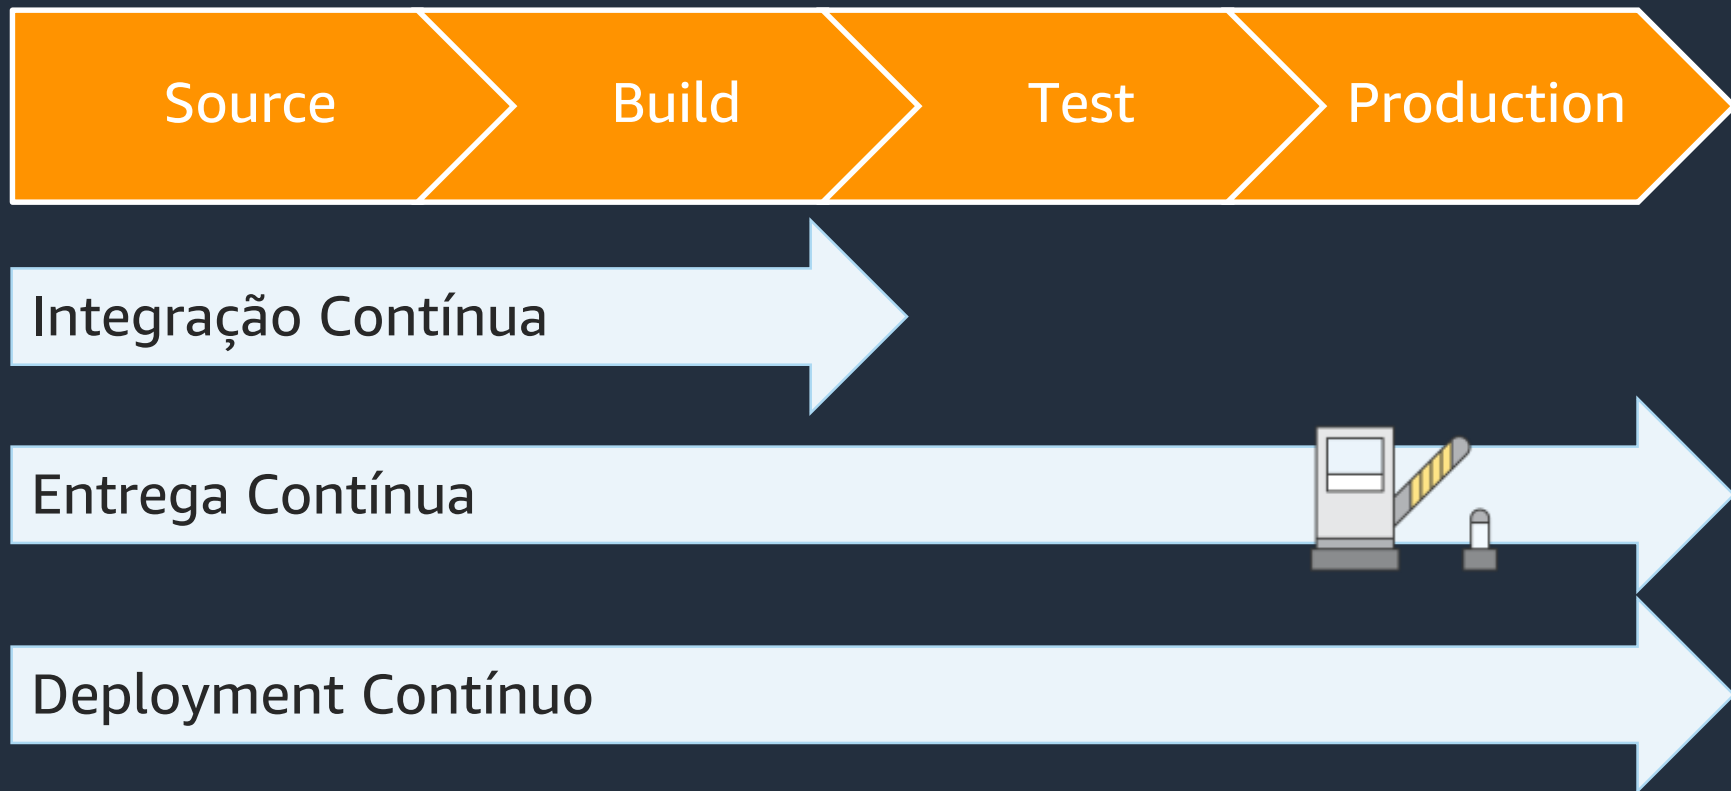 Source
Build
Test
Production
Integração Contínua
Entrega Contínua
Deployment Contínuo